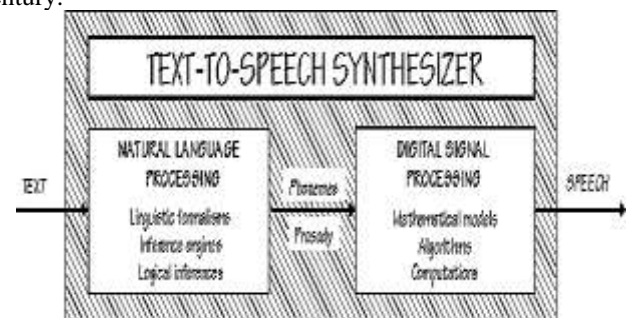 entury.
TEXT-TO-SPEECH SYNTHESIZER
NATURAL LANGUAGE
PROCESSING
Linguistic formalisms
Inference engines
Logical inferences
TEXT
Phonemes
Prosody
DIGITAL SIGNAL
PROCESSING
Mathematical models
Algorithms
Computations
SPEECH